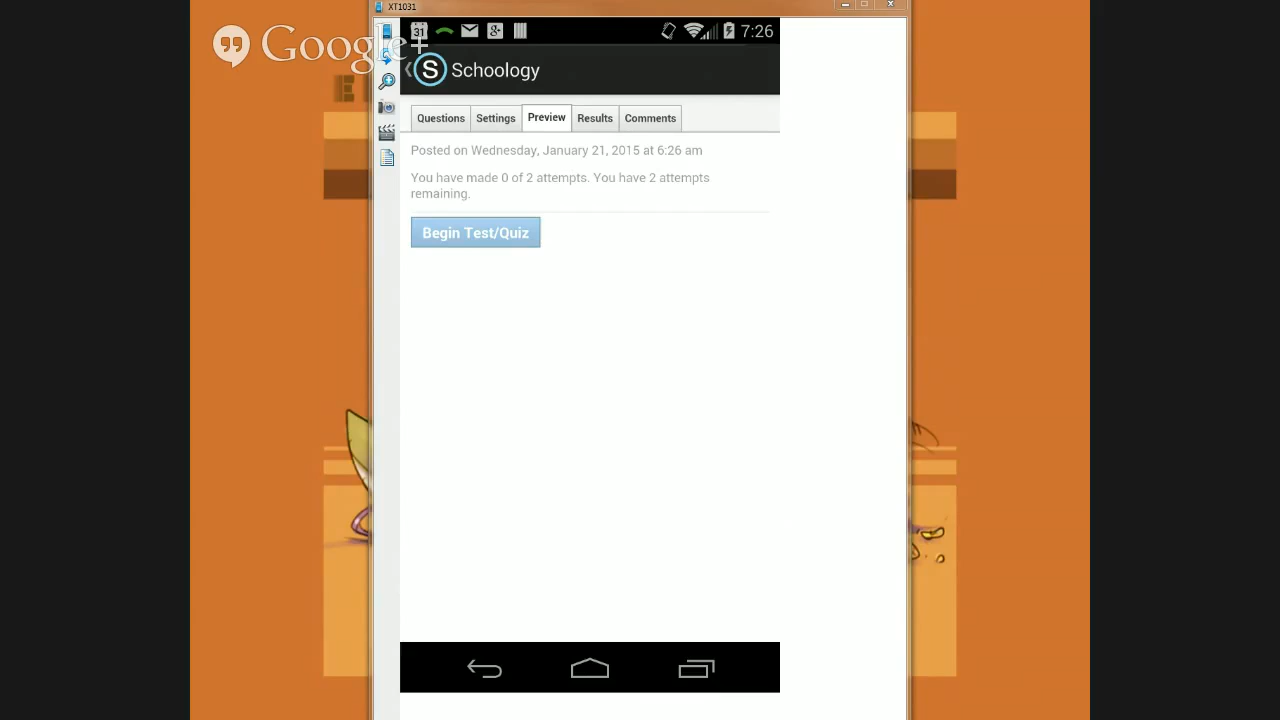 XT1031
Google+
31
7:26
S Schoology
Questions
Settings
Preview
Results
Comments
Posted on Wednesday, January 21, 2015 at 6:26 am
You have made 0 of 2 attempts. You have 2 attempts
remaining.
Begin Test/Quiz